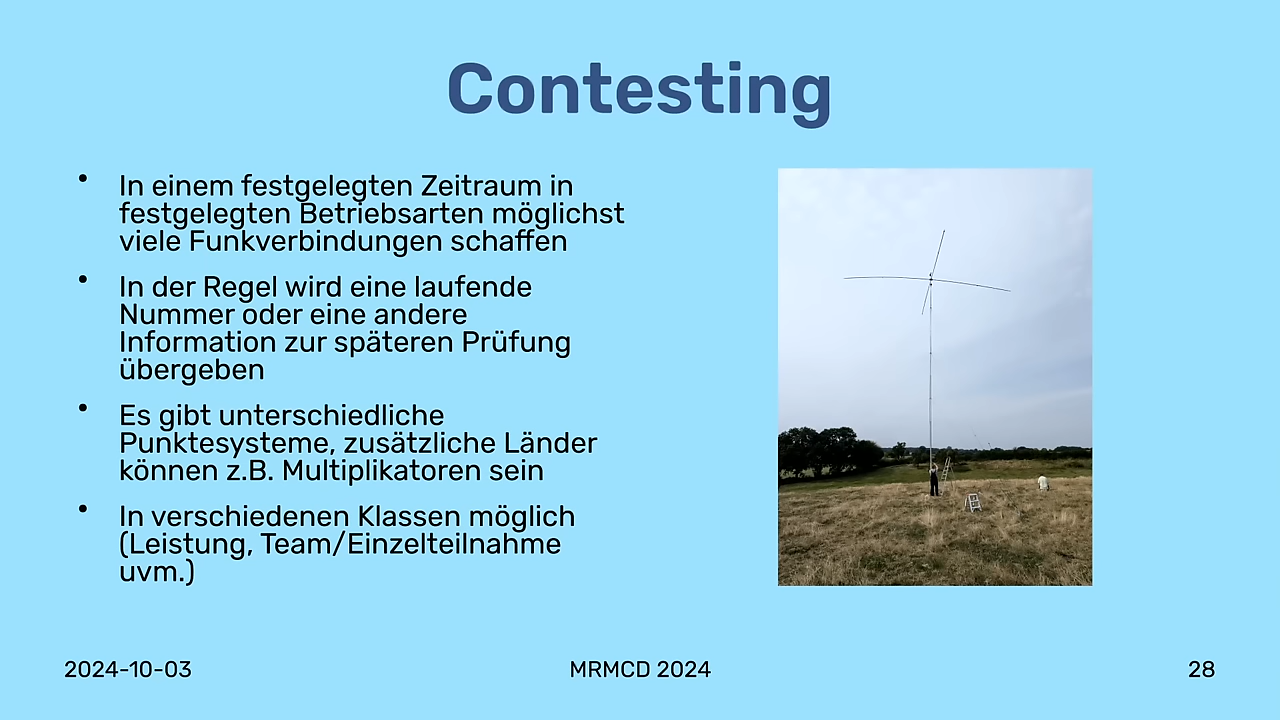 Contesting
• In einem festgelegten Zeitraum in
festgelegten Betriebsarten möglichst
viele Funkverbindungen schaffen
• In der Regel wird eine laufende
Nummer oder eine andere
Information zur späteren Prüfung
übergeben
• Es gibt unterschiedliche
Punktesysteme, zusätzliche Länder
können z.B. Multiplikatoren sein
• In verschiedenen Klassen möglich
(Leistung, Team/Einzelteilnahme
uvm.)
2024-10-03
MRMCD 2024
28